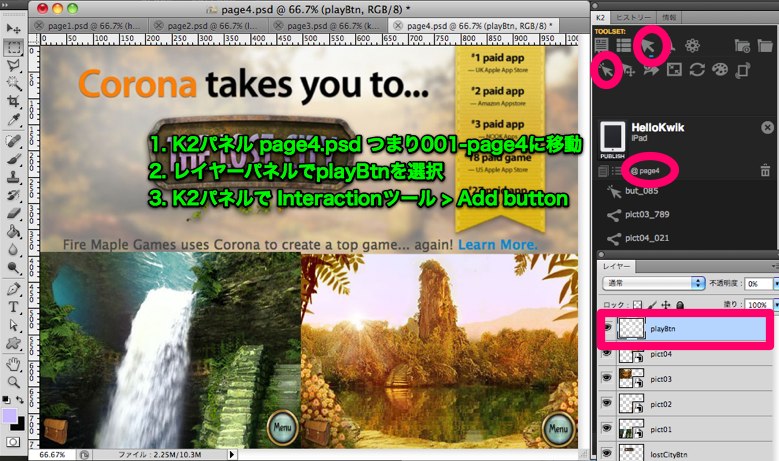 page4.psd @ 66.7% (playBtn, RGB/8) *
page1.psd @ 66.7% (h...
page2.psd @ 66.7% (l...
page3.psd @ 66.7% (k...
page4.psd @ 66.7% (playBtn, RGB/8) *
K2 ヒストリー 情報
TOOLSET:
Corona takes you to...
#1 paid app
— UK Apple App Store
#2 paid app
— Amazon Appstore
#3 paid app
— NOOK Apps
#8 paid game
— US Apple App Store
THE LOST CITY
1. K2パネル page4.psd つまり001-page4に移動
2. レイヤーパネルでplayBtnを選択
3. K2パネルで Interactionツール > Add button
Fire Maple Games uses Corona to create a top game... again! Learn More.
Menu
Menu
66.67%
ファイル : 2.25M/10.3M
HelloKwik
iPad
PUBLISH
@ page4
but_085
pict03_789
pict04_021
レイヤー
通常
不透明度 : 0%
ロック :
塗り : 100%
playBtn
pict04
pict03
pict02
pict01
lostCityBtn